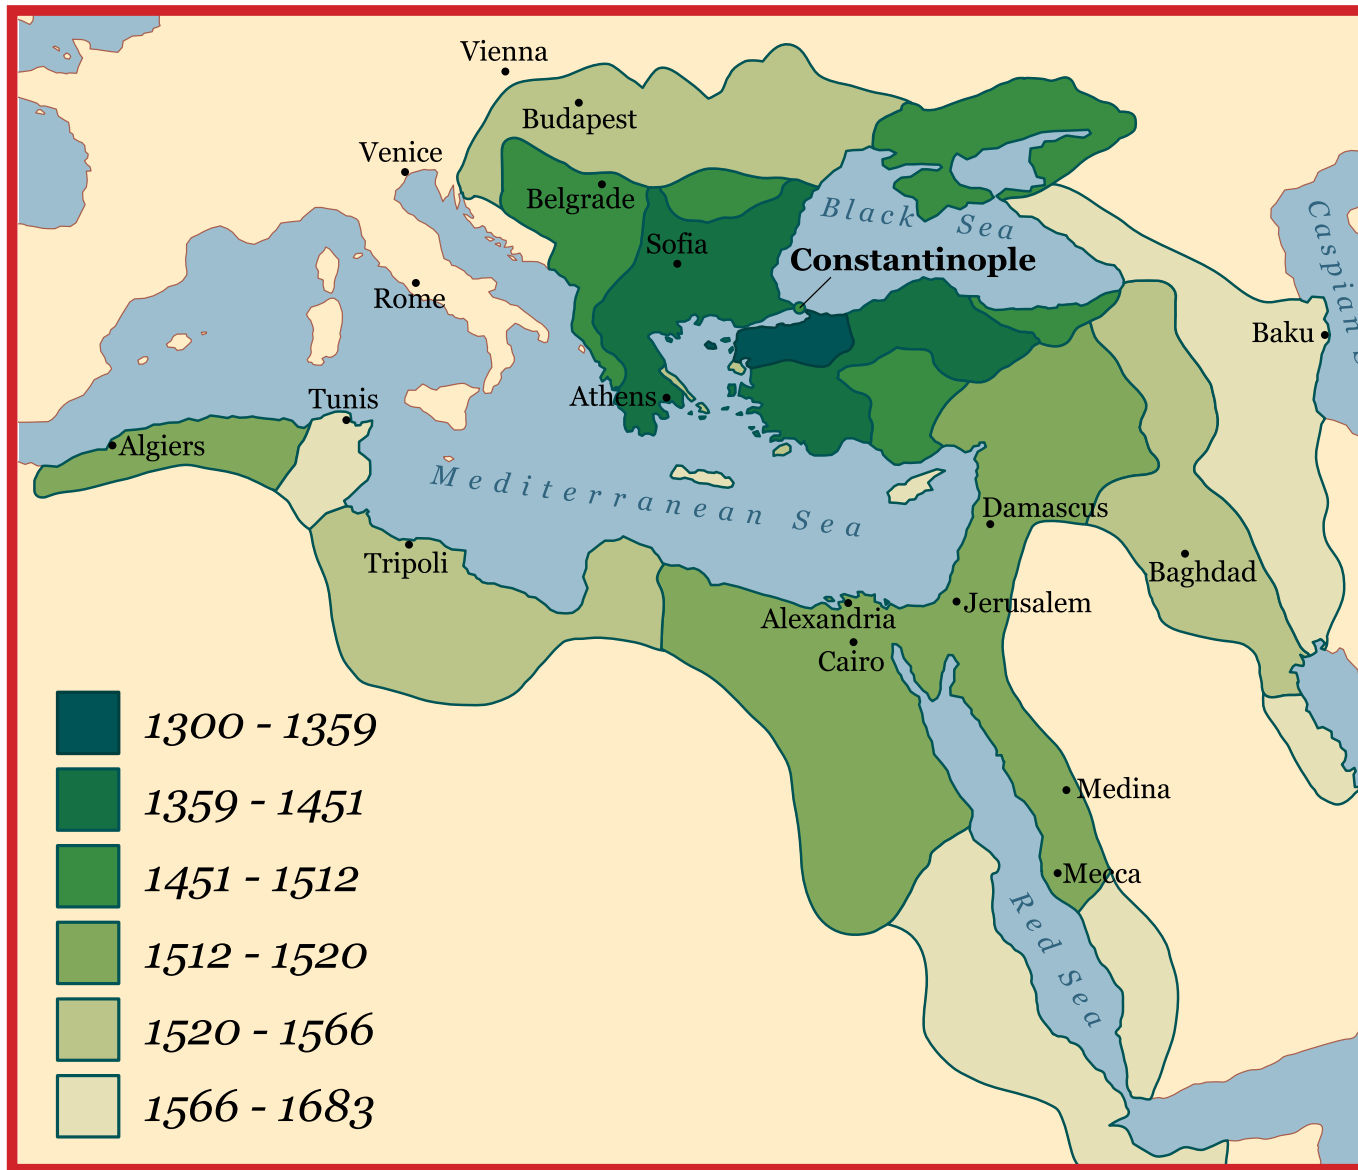 Vienna
Budapest
Venice
Belgrade
Black Sea
Caspian
Sofia
Constantinople
Rome
Baku
Tunis
Athens
Algiers
Mediterranean Sea
Damascus
Tripoli
Baghdad
Jerusalem
Alexandria
Cairo
1300 - 1359
1359 - 1451
Medina
1451 - 1512
Mecca
Red Sea
1512 - 1520
1520 - 1566
1566 - 1683